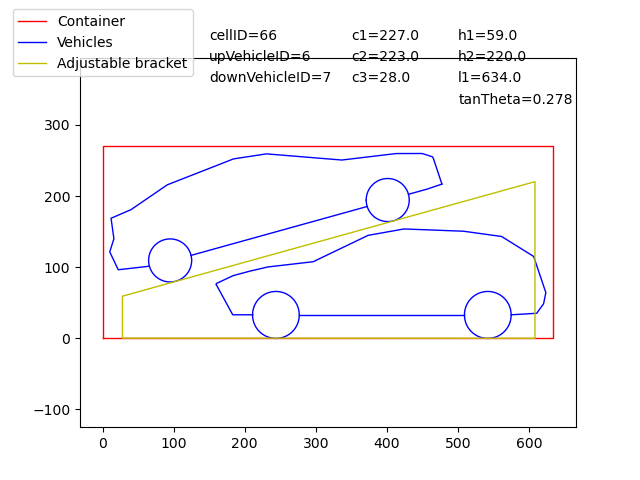 Container
Vehicles
Adjustable bracket
cellID=66 c1=227.0 h1=59.0
upVehicleID=6 c2=223.0 h2=220.0
downVehicleID=7 c3=28.0 l1=634.0
tanTheta=0.278
300
200
100
0
−100
0 100 200 300 400 500 600